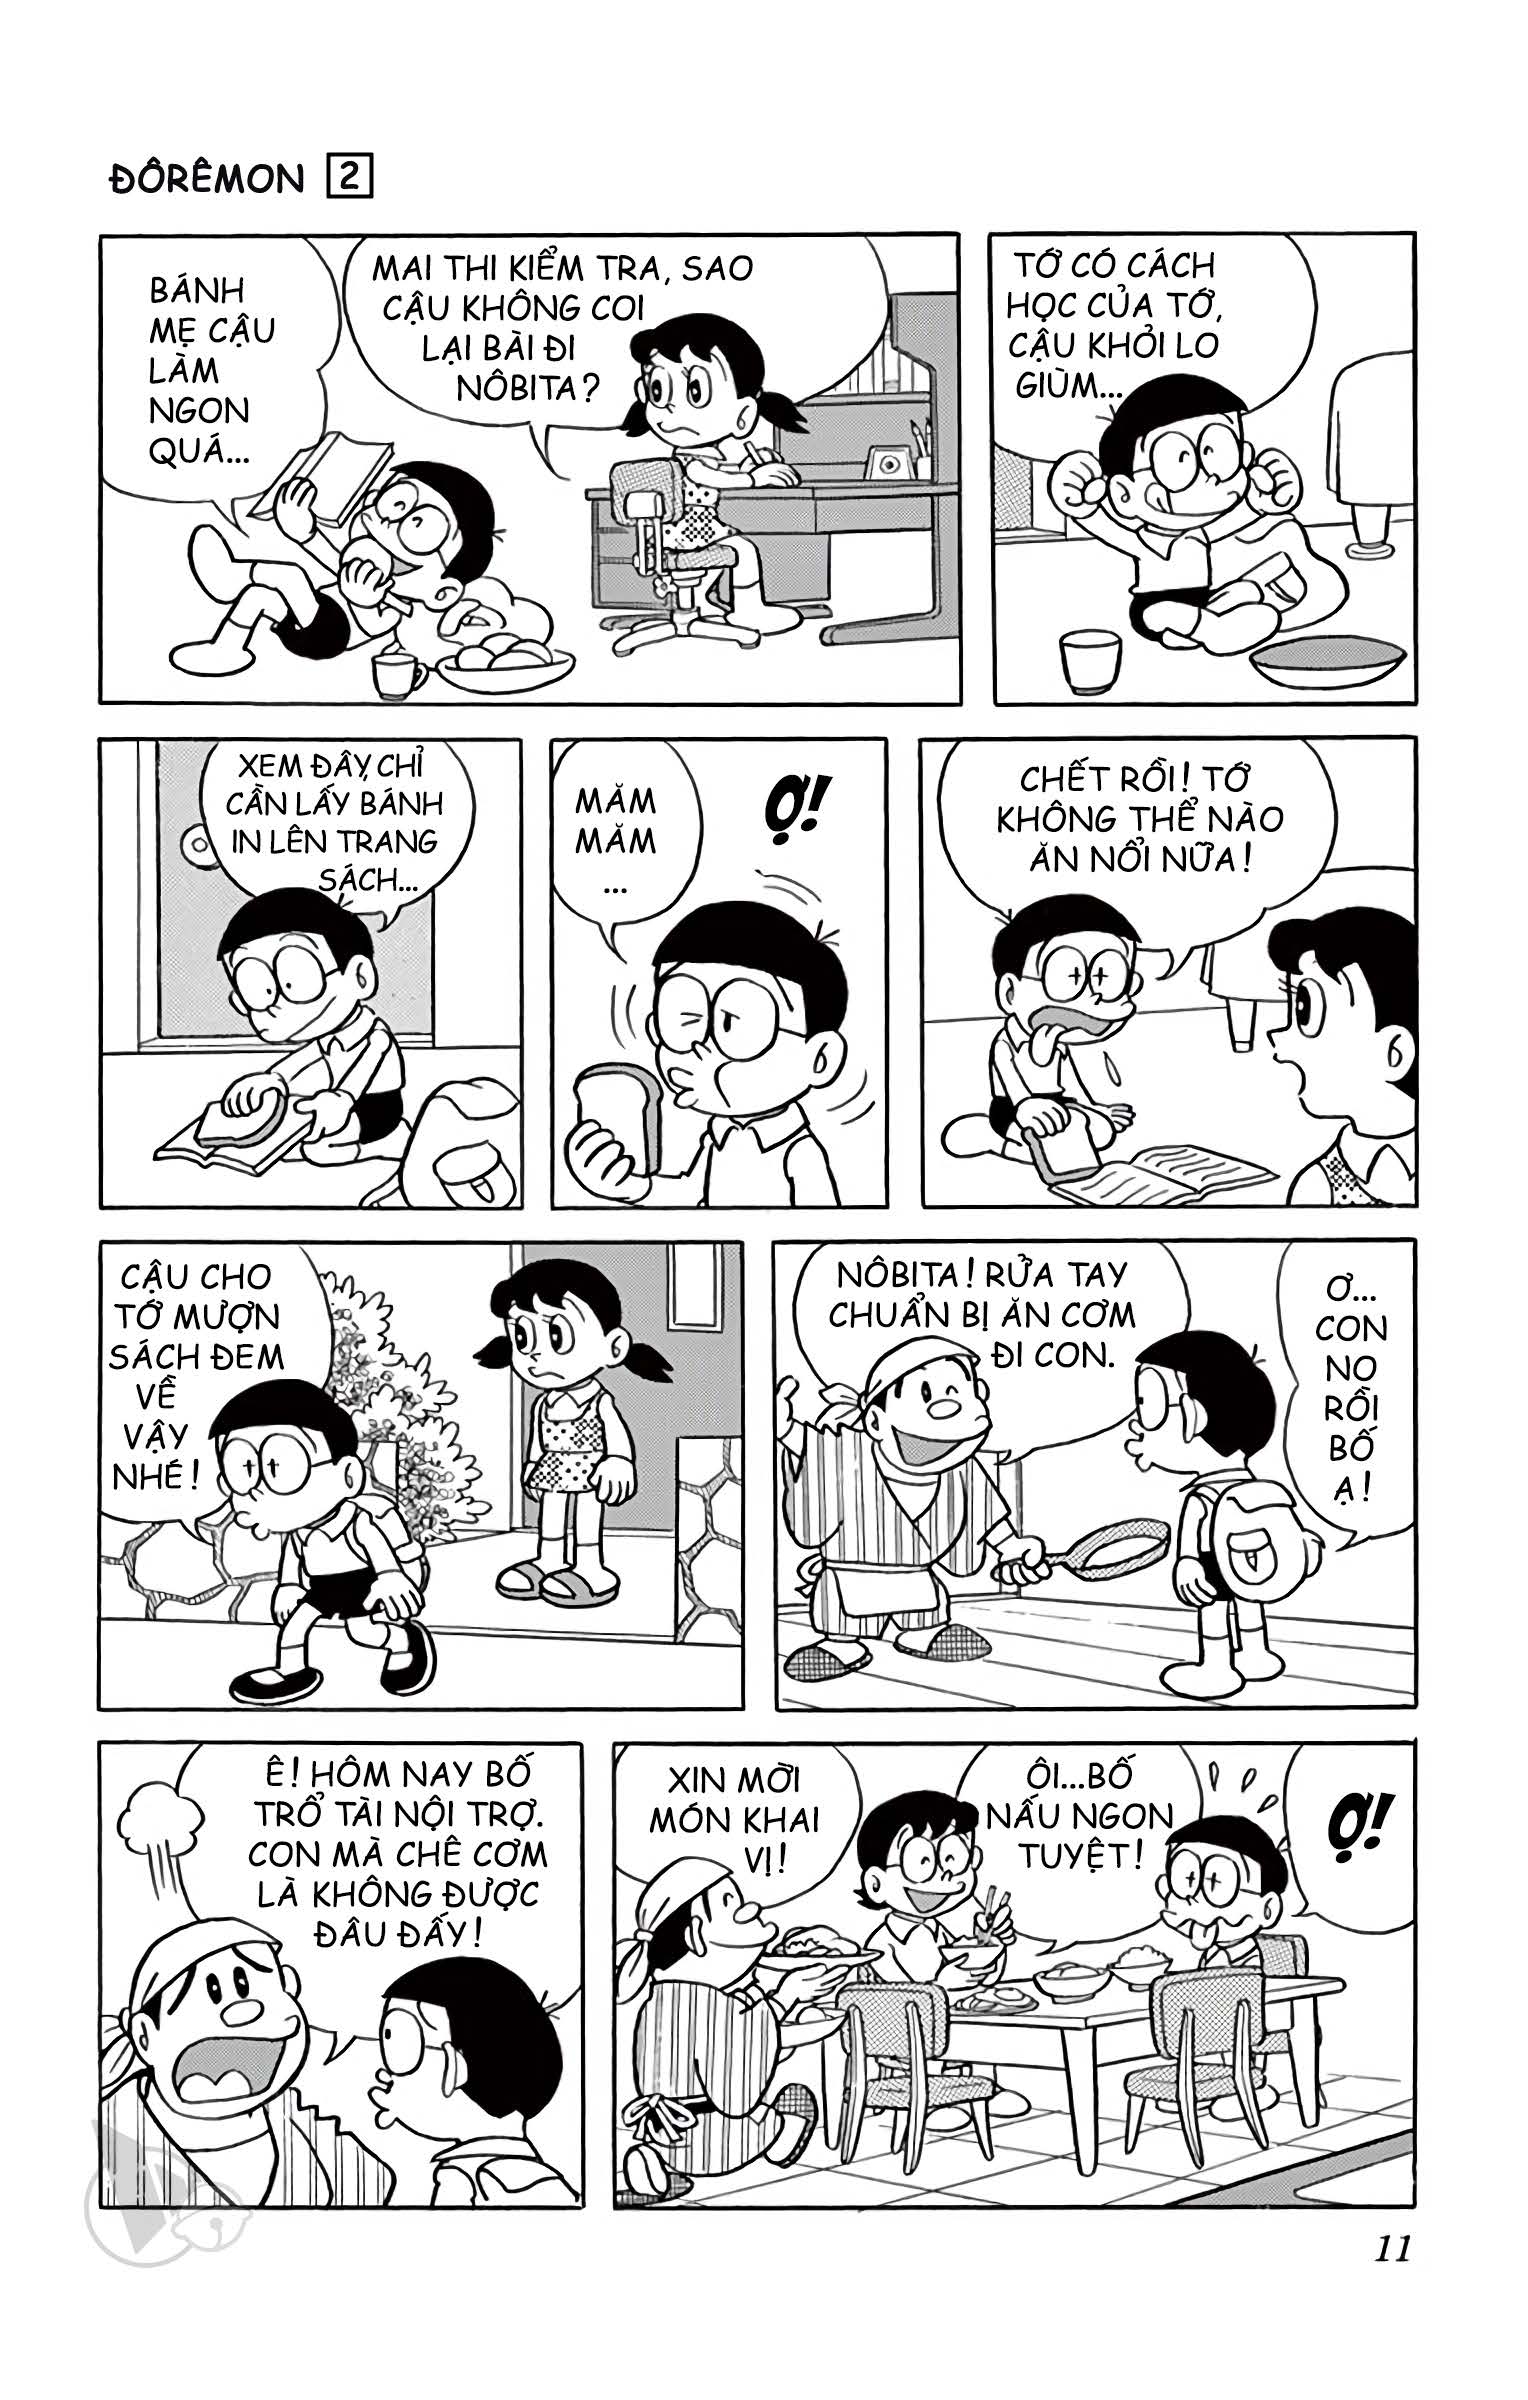 ĐÔRÊMON 2
BÁNH
MẸ CẬU
LÀM
NGON
QUÁ...
MAI THI KIỂM TRA, SAO
CẬU KHÔNG COI
LẠI BÀI ĐI
NÔBITA?
TỚ CÓ CÁCH
HỌC CỦA TỚ,
CẬU KHỎI LO
GIÙM...
XEM ĐÂY, CHỈ
CẦN LẤY BÁNH
IN LÊN TRANG
SÁCH...
MĂM
MĂM
...
Ợ!
CHẾT RỒI! TỚ
KHÔNG THỂ NÀO
ĂN NỔI NỮA!
CẬU CHO
TỚ MƯỢN
SÁCH ĐEM
VỀ
VẬY
NHÉ!
NÔBITA! RỬA TAY
CHUẨN BỊ ĂN CƠM
ĐI CON.
Ơ...
CON
NO
RỒI
BỐ
Ạ!
Ê! HÔM NAY BỐ
TRỔ TÀI NỘI TRỢ.
CON MÀ CHÊ CƠM
LÀ KHÔNG ĐƯỢC
ĐÂU ĐẤY!
XIN MỜI
MÓN KHAI
VỊ!
ÔI...BỐ
NẤU NGON
TUYỆT!
Ợ!
11